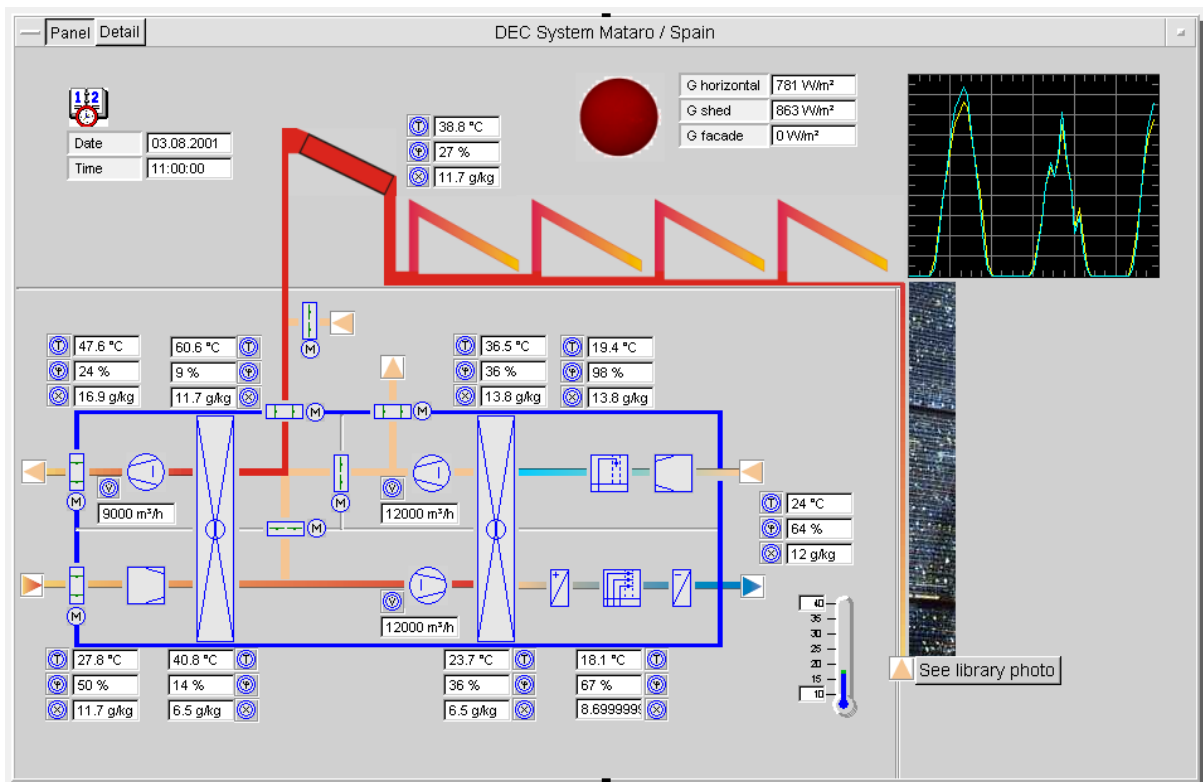 Panel Detail DEC System Mataro / Spain
1 2
Date 03.08.2001
Time 11:00:00
G horizontal 781 W/m²
G shed 863 W/m²
G facade 0 W/m²
T 38.8 °C
φ 27 %
11.7 g/kg
T 47.6 °C
φ 24 %
16.9 g/kg
60.6 °C T
9 % φ
11.7 g/kg
M
T 36.5 °C
φ 36 %
13.8 g/kg
T 19.4 °C
φ 98 %
13.8 g/kg
M M
M M
V V
9000 m³/h 12000 m³/h
M
T 24 °C
φ 64 %
12 g/kg
M
V
12000 m³/h
27.8 °C
T
50 %
φ
11.7 g/kg
40.8 °C T
14 % φ
6.5 g/kg
23.7 °C T
36 % φ
6.5 g/kg
18.1 °C T
67 % φ
8.6999999
40
35
30
25
20
15
10
See library photo